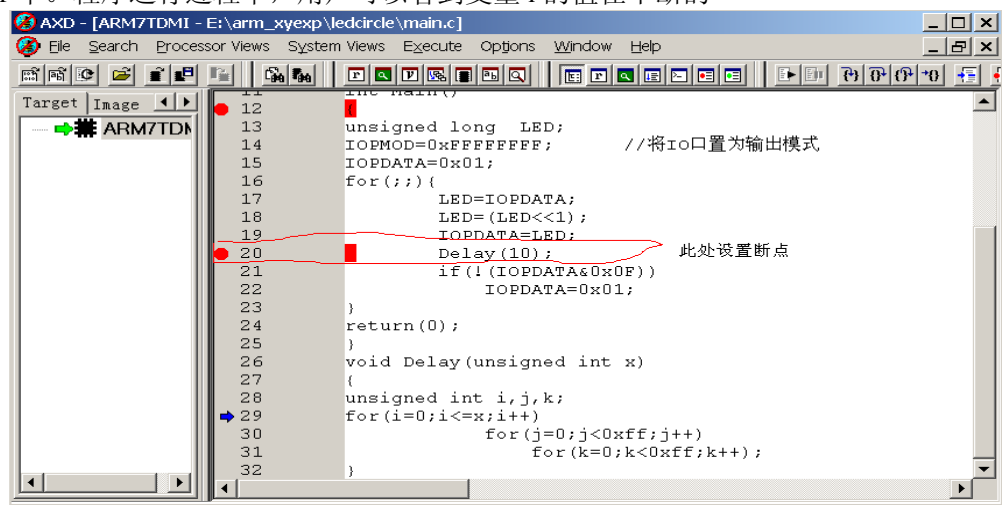 AXD - [ARM7TDMI - E:\arm_xyexp\ledcircle\main.c]
File Search Processor Views System Views Execute Options Window Help
Target Image
ARM7TDM
11 int Main()
12 {
13 unsigned long LED;
14 IOPMOD=0xFFFFFFFF; //将IO口置为输出模式
15 IOPDATA=0x01;
16 for(;;){
17 LED=IOPDATA;
18 LED=(LED<<1);
19 IOPDATA=LED;
20 Delay(10); 此处设置断点
21 if(!(IOPDATA&0x0F))
22 IOPDATA=0x01;
23 }
24 return(0);
25 }
26 void Delay(unsigned int x)
27 {
28 unsigned int i,j,k;
29 for(i=0;i<=x;i++)
30 for(j=0;j<0xff;j++)
31 for(k=0;k<0xff;k++);
32 }